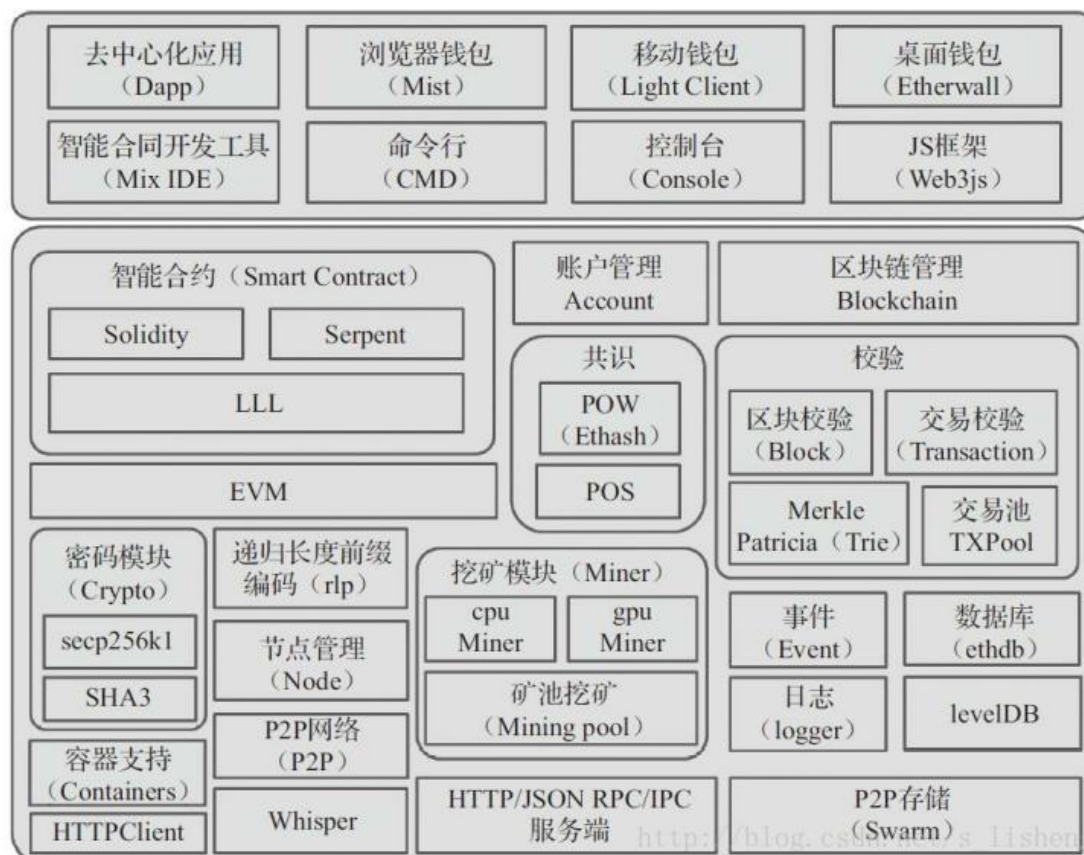 去中心化应用
（Dapp）
浏览器钱包
（Mist）
移动钱包
（Light Client）
桌面钱包
（Etherwall）
智能合同开发工具
（Mix IDE）
命令行
（CMD）
控制台
（Console）
JS框架
（Web3js）
智能合约（Smart Contract）
Solidity
Serpent
LLL
EVM
账户管理
Account
区块链管理
Blockchain
共识
POW
（Ethash）
POS
校验
区块校验
（Block）
交易校验
（Transaction）
Merkle
Patricia（Trie）
交易池
TXPool
密码模块
（Crypto）
secp256k1
SHA3
递归长度前缀
编码（rlp）
节点管理
（Node）
P2P网络
（P2P）
Whisper
容器支持
（Containers）
HTTPClient
挖矿模块（Miner）
cpu
Miner
gpu
Miner
矿池挖矿
（Mining pool）
事件
（Event）
数据库
（ethdb）
日志
（logger）
levelDB
HTTP/JSON RPC/IPC
服务端
P2P存储
（Swarm）
http://blog.csdn.net/s_lishen